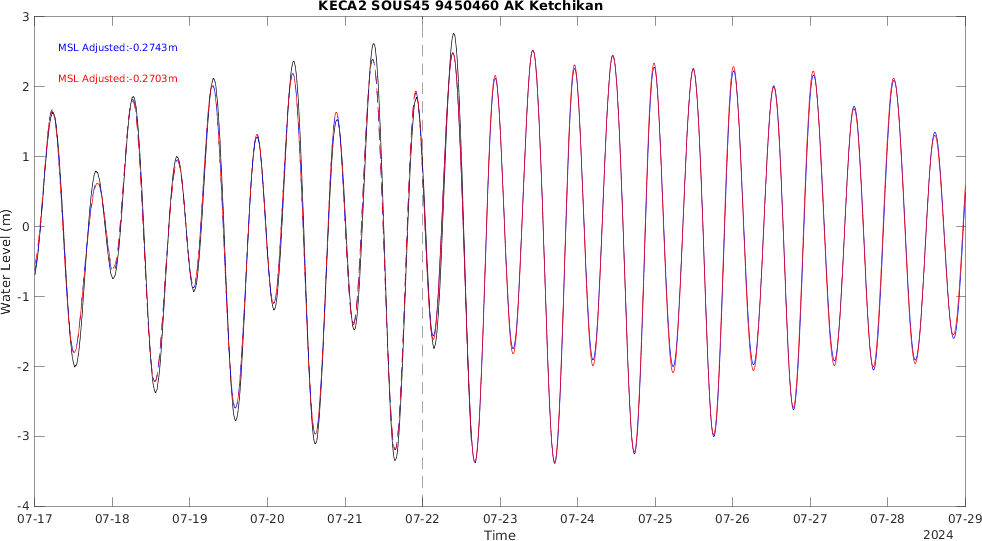 KECA2 SOUS45 9450460 AK Ketchikan
MSL Adjusted:-0.2743m
MSL Adjusted:-0.2703m
Water Level (m)
3
2
1
0
-1
-2
-3
-4
07-17 07-18 07-19 07-20 07-21 07-22 07-23 07-24 07-25 07-26 07-27 07-28 07-29
Time
2024